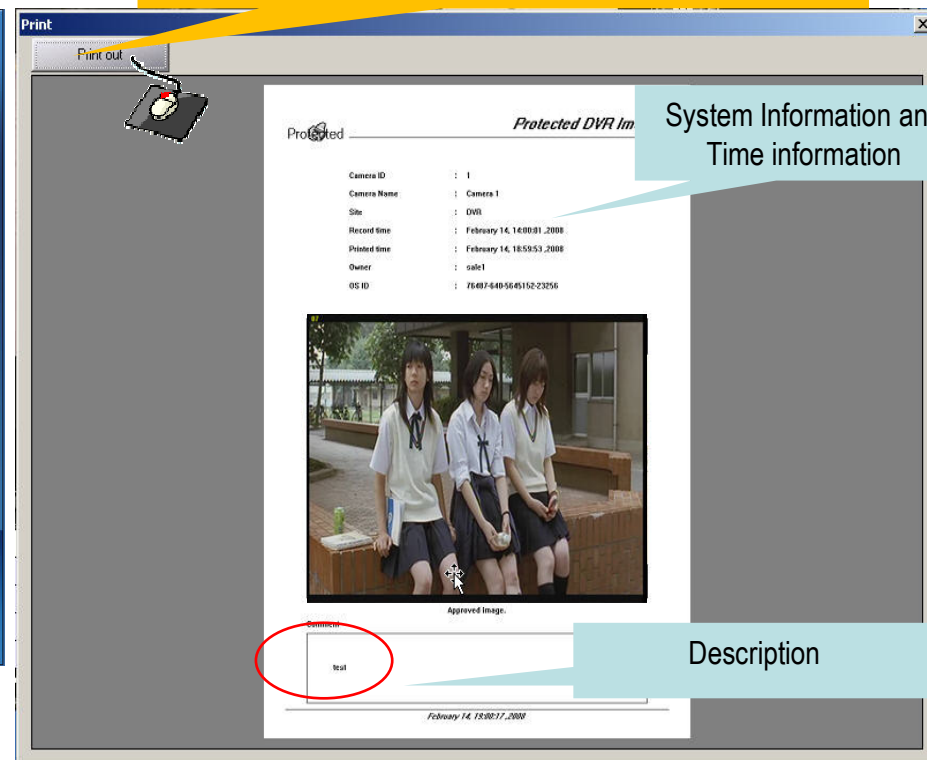 Print
Print out
Protected
Protected DVR Im
System Information an
Time information
Camera ID : 1
Camera Name : Camera 1
Site : DVR
Record time : February 14, 14:00:01 ,2008
Printed time : February 14, 18:59:53 ,2008
Owner : sale1
OS ID : 76487-640-5645152-23256
07
Approved Image.
Comment
test
Description
February 14, 19:00:17 ,2008